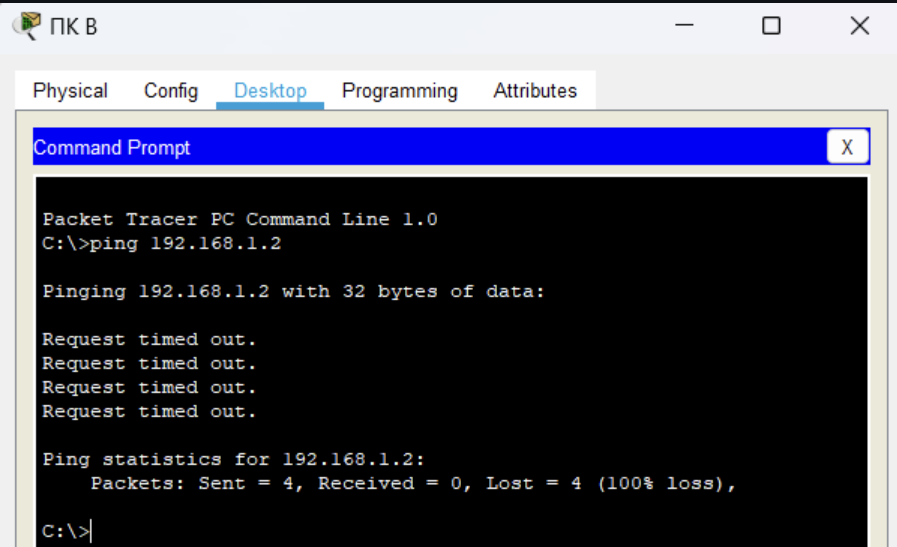 ПК В
Physical Config Desktop Programming Attributes
Command Prompt X
Packet Tracer PC Command Line 1.0
C:\>ping 192.168.1.2
Pinging 192.168.1.2 with 32 bytes of data:
Request timed out.
Request timed out.
Request timed out.
Request timed out.
Ping statistics for 192.168.1.2:
Packets: Sent = 4, Received = 0, Lost = 4 (100% loss),
C:\>